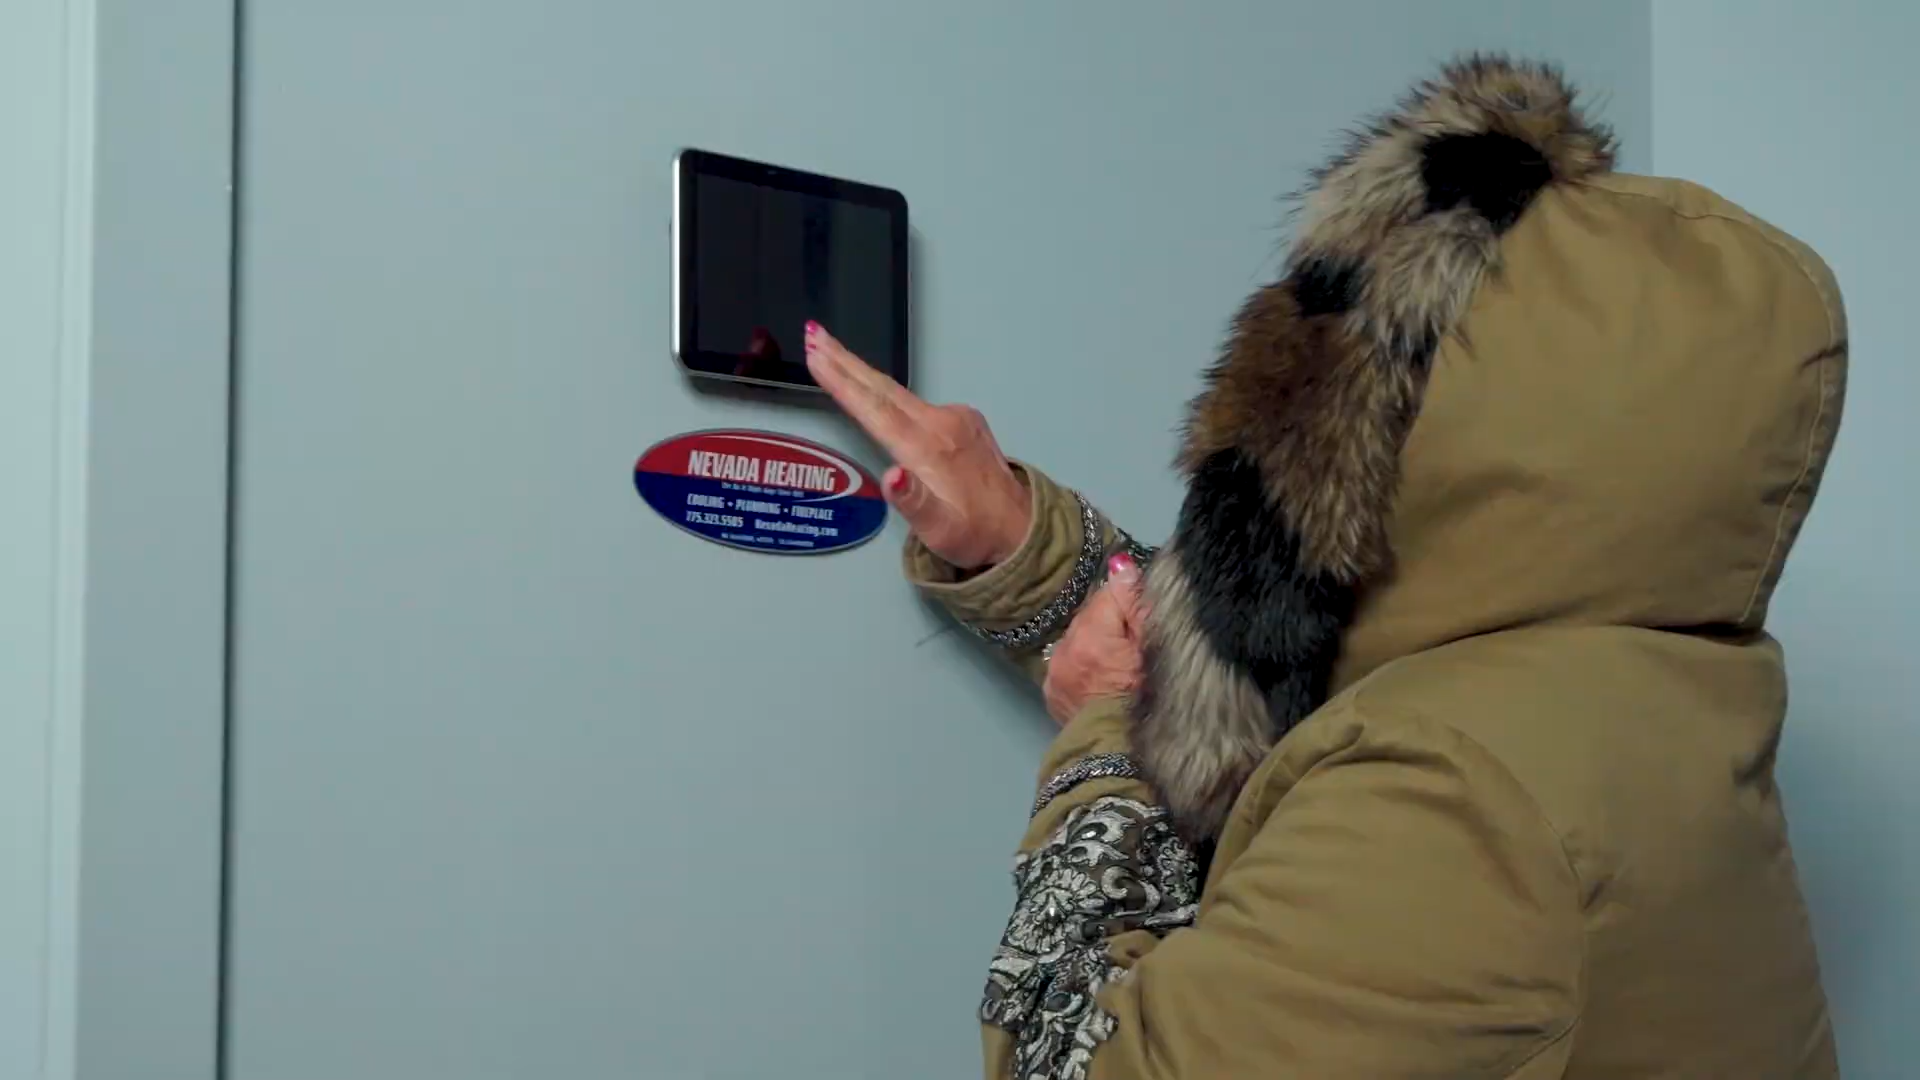 NEVADA HEATING
COOLING • PLUMBING • FIREPLACE
775.323.5505 NevadaHeating.com